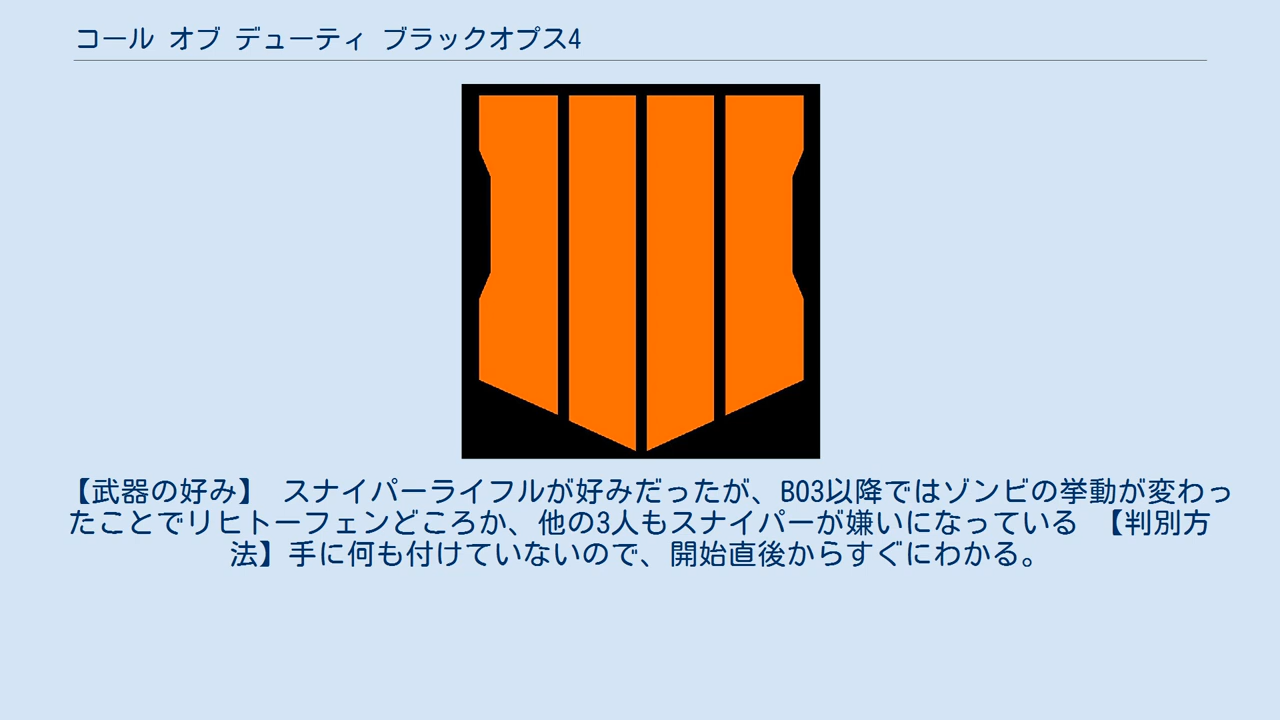 コール オブ デューティ ブラックオプス4
【武器の好み】 スナイパーライフルが好みだったが、BO3以降ではゾンビの挙動が変わっ
たことでリヒトーフェンどころか、他の3人もスナイパーが嫌いになっている 【判別方
法】手に何も付けていないので、開始直後からすぐにわかる。